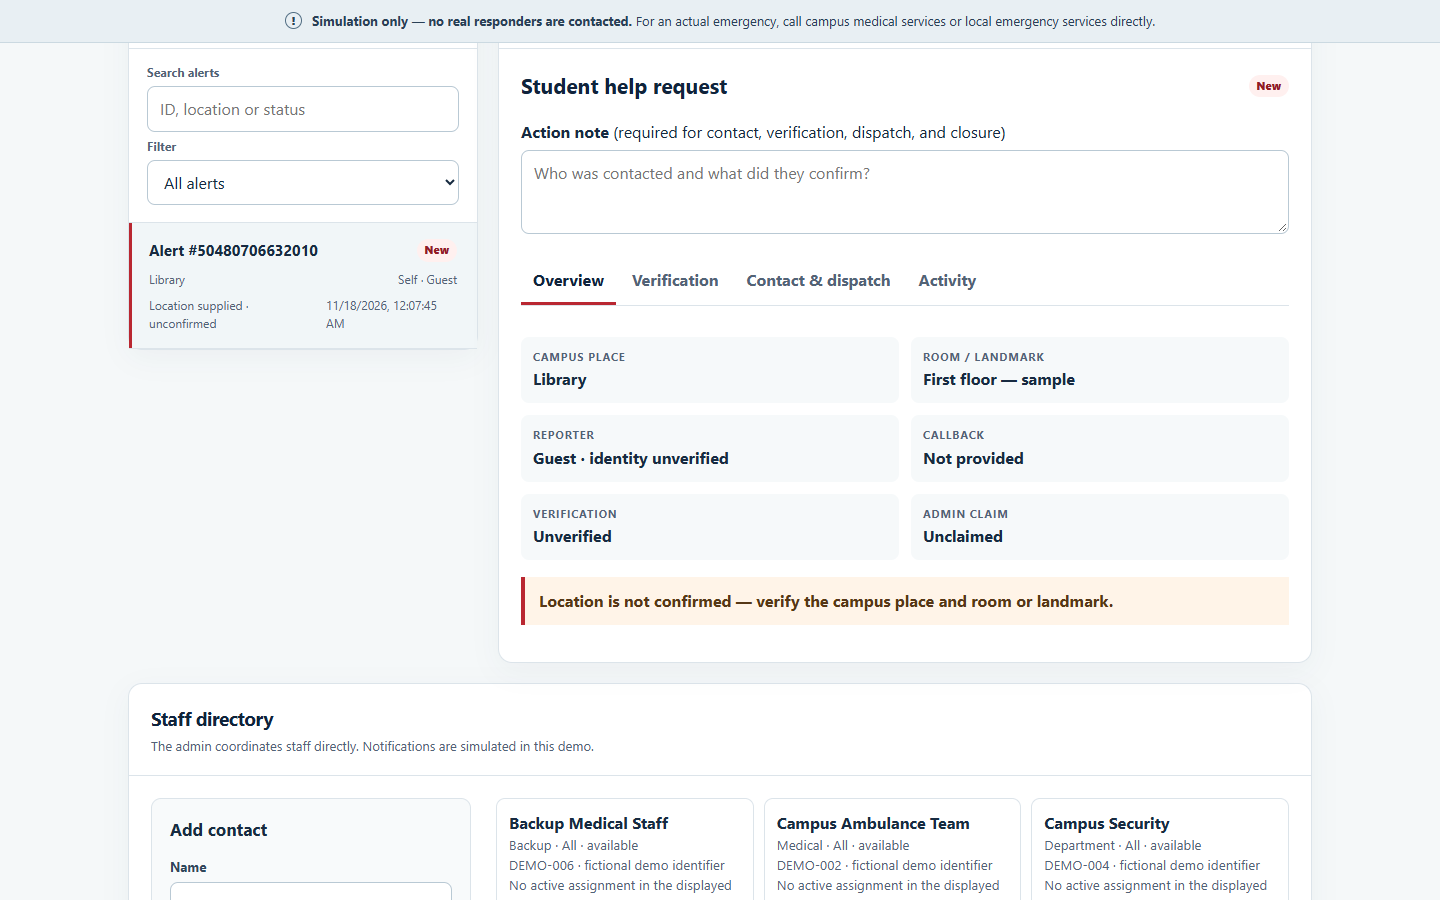 Simulation only — no real responders are contacted. For an actual emergency, call campus medical services or local emergency services directly.
Search alerts
ID, location or status
Filter
All alerts
Alert #50480706632010 New
Library Self · Guest
Location supplied · unconfirmed
11/18/2026, 12:07:45 AM
Student help request New
Action note (required for contact, verification, dispatch, and closure)
Who was contacted and what did they confirm?
Overview Verification Contact & dispatch Activity
CAMPUS PLACE
Library
ROOM / LANDMARK
First floor — sample
REPORTER
Guest · identity unverified
CALLBACK
Not provided
VERIFICATION
Unverified
ADMIN CLAIM
Unclaimed
Location is not confirmed — verify the campus place and room or landmark.
Staff directory
The admin coordinates staff directly. Notifications are simulated in this demo.
Add contact
Name
Backup Medical Staff
Backup · All · available
DEMO-006 · fictional demo identifier
No active assignment in the displayed
Campus Ambulance Team
Medical · All · available
DEMO-002 · fictional demo identifier
No active assignment in the displayed
Campus Security
Department · All · available
DEMO-004 · fictional demo identifier
No active assignment in the displayed